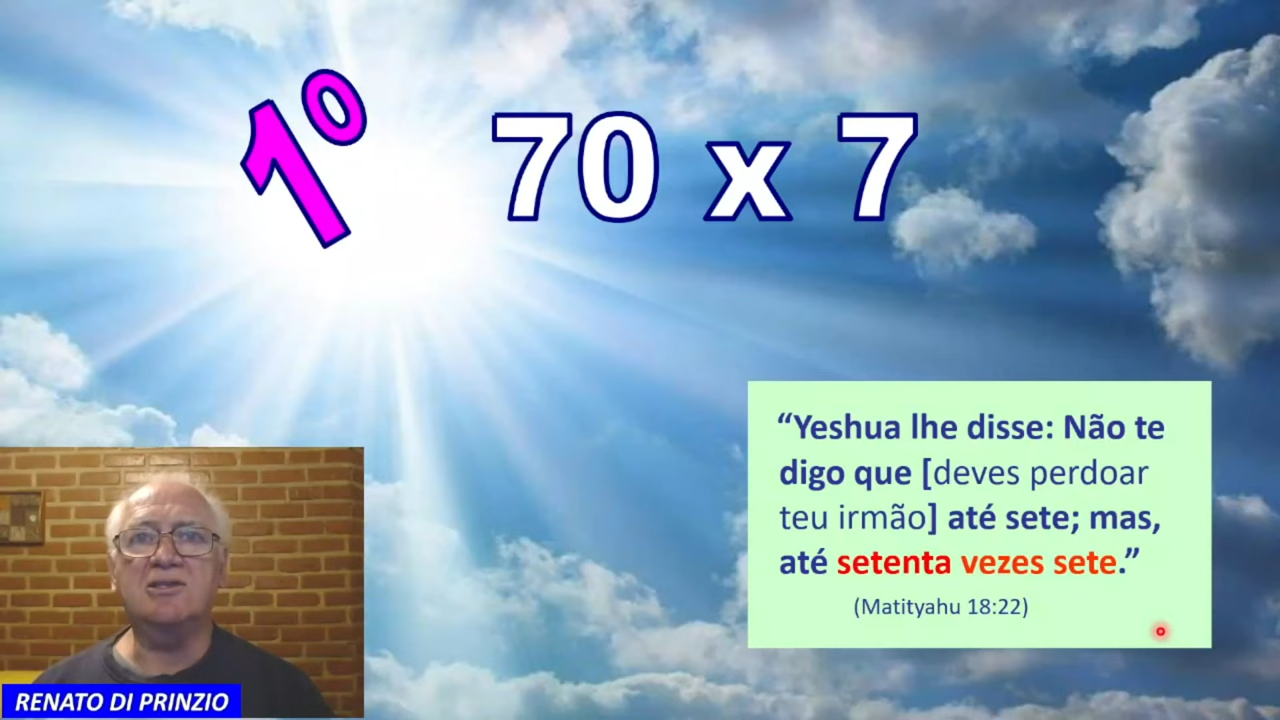 1º 70 x 7
“Yeshua lhe disse: Não te
digo que [deves perdoar
teu irmão] até sete; mas,
até setenta vezes sete.”
(Matityahu 18:22)
RENATO DI PRINZIO